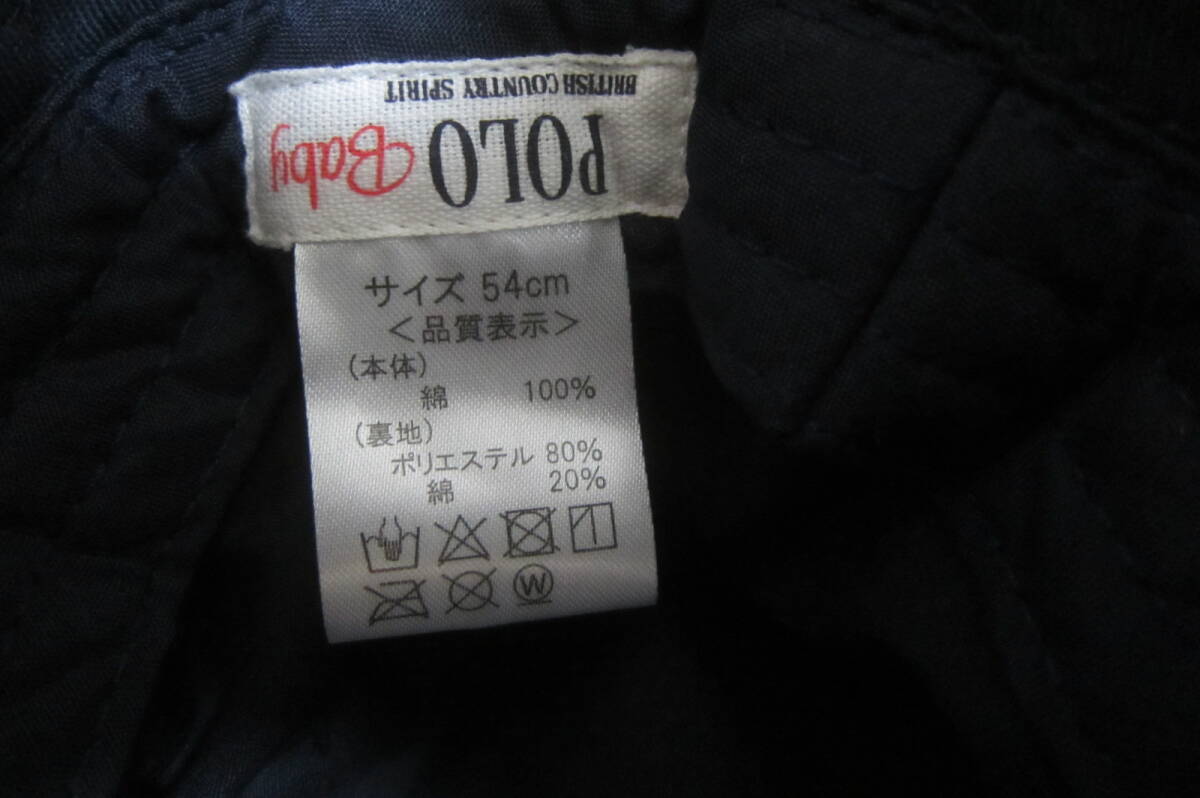 POLO Baby
BRITISH COUNTRY SPIRIT
サイズ 54cm
<品質表示>
(本体)
綿 100%
(裏地)
ポリエステル 80%
綿 20%
W